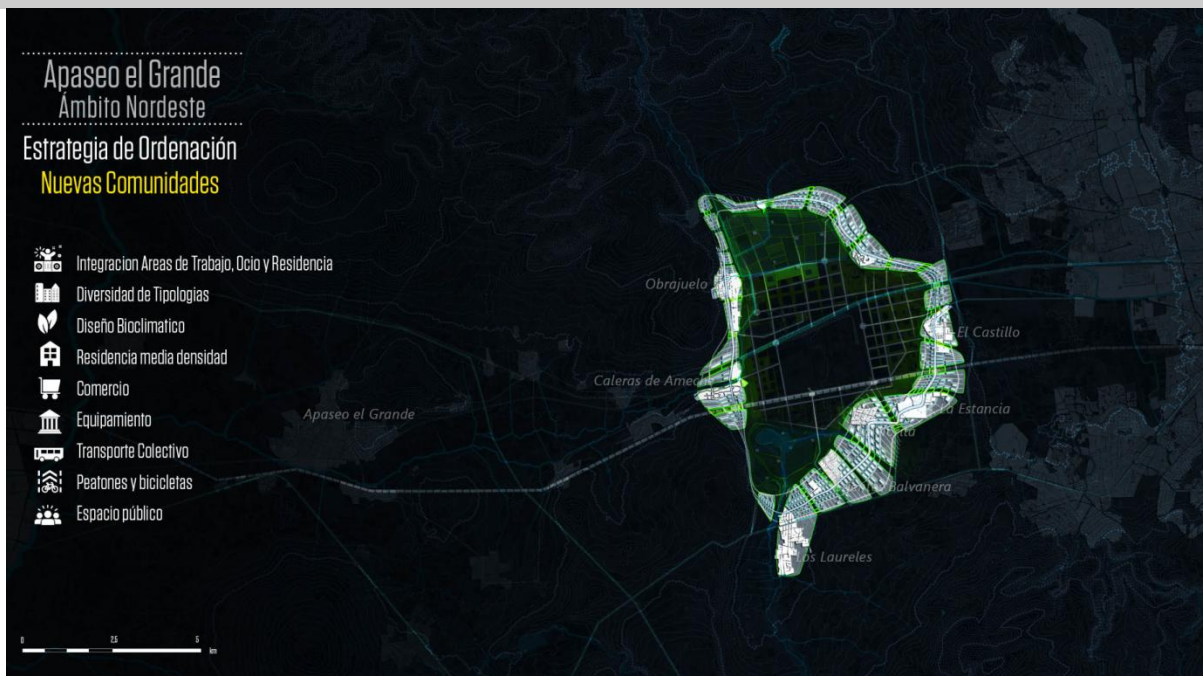 Apaseo el Grande
Ámbito Nordeste
Estrategia de Ordenación
Nuevas Comunidades
Integracion Areas de Trabajo, Ocio y Residencia
Diversidad de Tipologias
Diseño Bioclimatico
Residencia media densidad
Comercio
Equipamiento
Transporte Colectivo
Peatones y bicicletas
Espacio público
Obrajuelo
El Castillo
Caleras de Ameche
Apaseo el Grande
La Estancia
Balvanera
Los Laureles
0 2,5 5
km